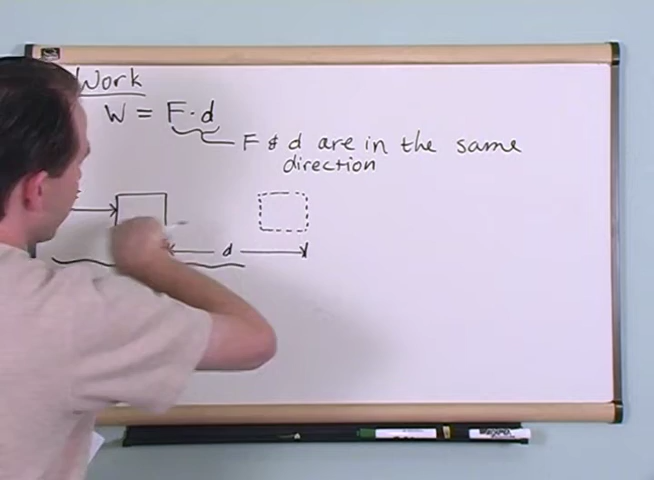 Work
W = F · d
F & d are in the same
direction
d